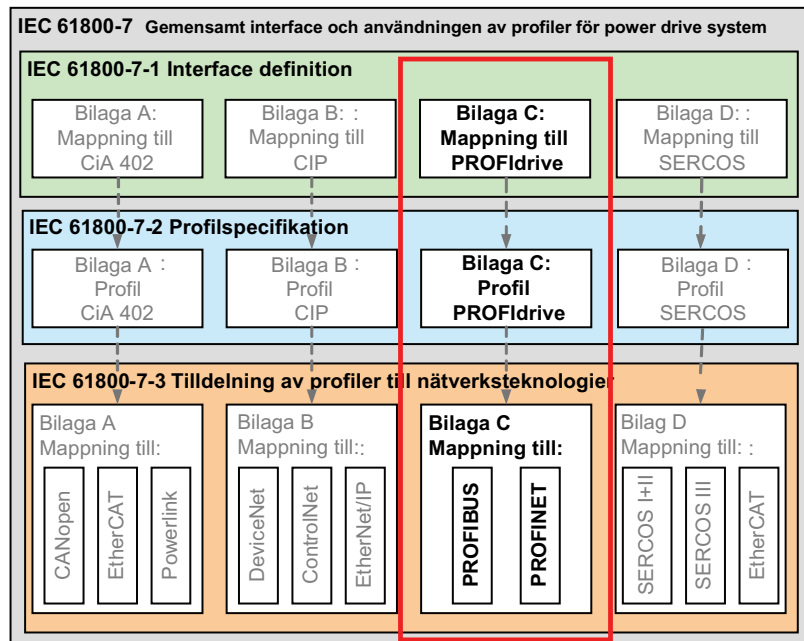 IEC 61800-7 Gemensamt interface och användningen av profiler för power drive system
IEC 61800-7-1 Interface definition
Bilaga A:
Mappning till
CiA 402
Bilaga B: :
Mappning till
CIP
Bilaga C:
Mappning till
PROFIdrive
Bilaga D: :
Mappning till
SERCOS
IEC 61800-7-2 Profilspecifikation
Bilaga A :
Profil
CiA 402
Bilaga B :
Profil
CIP
Bilaga C:
Profil
PROFIdrive
Bilaga D :
Profil
SERCOS
IEC 61800-7-3 Tilldelning av profiler till nätverksteknologier
Bilaga A
Mappning till:
CANopen
EtherCAT
Powerlink
Bilaga B
Mappning till::
DeviceNet
ControlNet
EtherNet/IP
Bilaga C
Mappning till:
PROFIBUS
PROFINET
Bilag D
Mappning till: :
SERCOS I+II
SERCOS III
EtherCAT